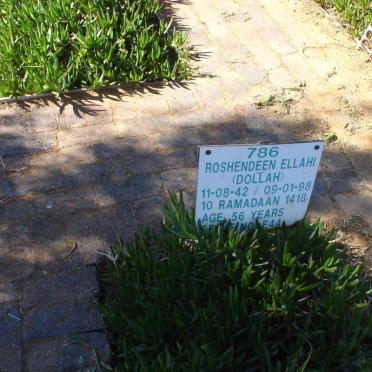 786
ROSHENDEEN ELLAHI
(DOLLAH)
11-08-42 / 09-01-98
10 RAMADAAN 1418
AGE, 56 YEARS